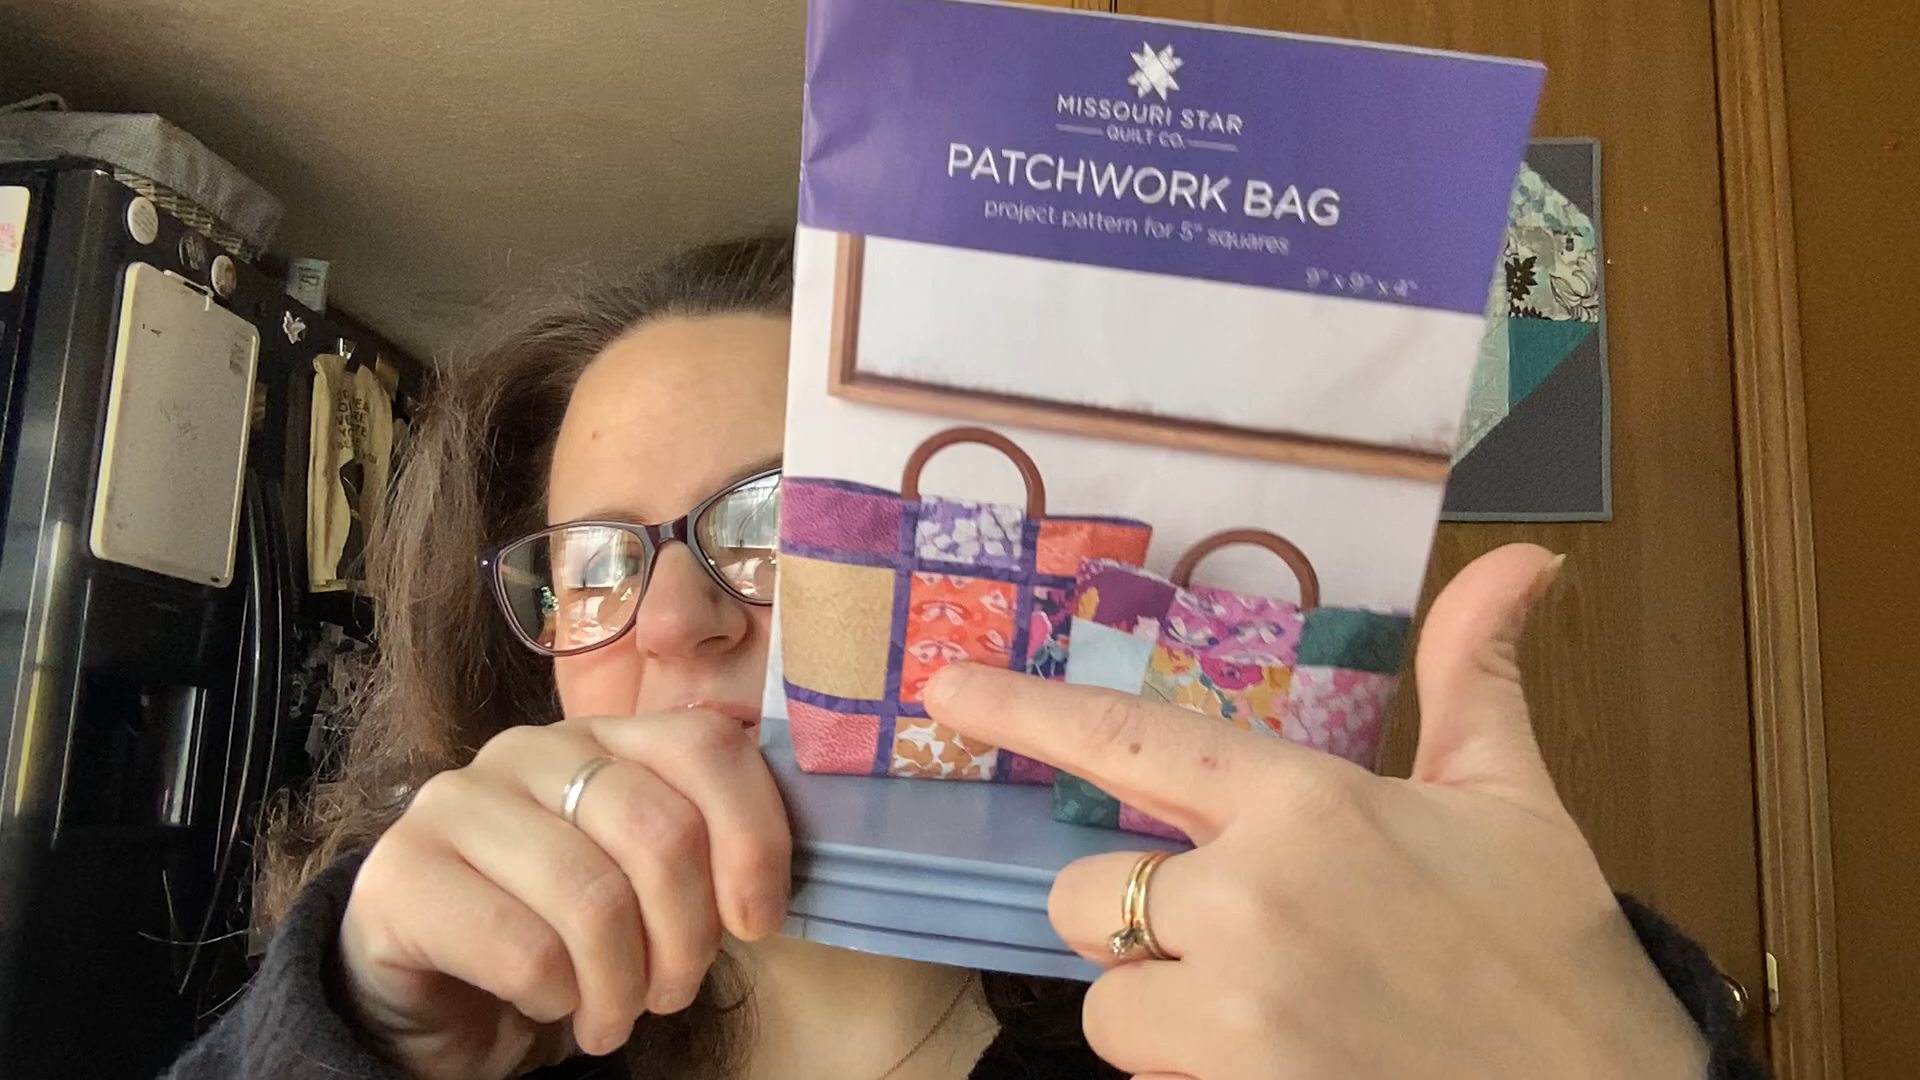 MISSOURI STAR
QUILT CO.
PATCHWORK BAG
project pattern for 5" squares
9" x 9" x 4"